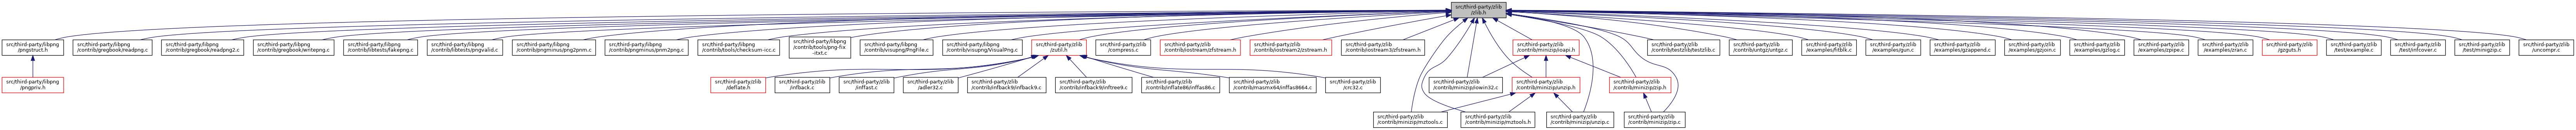 src/third-party/zlib
/zlib.h
src/third-party/libpng
/pngstruct.h
src/third-party/libpng
/contrib/gregbook/readpng.c
src/third-party/libpng
/contrib/gregbook/readpng2.c
src/third-party/libpng
/contrib/gregbook/writepng.c
src/third-party/libpng
/contrib/libtests/fakepng.c
src/third-party/libpng
/contrib/libtests/pngvalid.c
src/third-party/libpng
/contrib/pngminus/png2pnm.c
src/third-party/libpng
/contrib/pngminus/pnm2png.c
src/third-party/libpng
/contrib/tools/checksum-icc.c
src/third-party/libpng
/contrib/tools/png-fix
-itxt.c
src/third-party/libpng
/contrib/visupng/PngFile.c
src/third-party/libpng
/contrib/visupng/VisualPng.c
src/third-party/zlib
/zutil.h
src/third-party/zlib
/compress.c
src/third-party/zlib
/contrib/iostream/zfstream.h
src/third-party/zlib
/contrib/iostream2/zstream.h
src/third-party/zlib
/contrib/iostream3/zfstream.h
src/third-party/zlib
/contrib/minizip/ioapi.h
src/third-party/zlib
/contrib/testzlib/testzlib.c
src/third-party/zlib
/contrib/untgz/untgz.c
src/third-party/zlib
/examples/fitblk.c
src/third-party/zlib
/examples/gun.c
src/third-party/zlib
/examples/gzappend.c
src/third-party/zlib
/examples/gzjoin.c
src/third-party/zlib
/examples/gzlog.c
src/third-party/zlib
/examples/zpipe.c
src/third-party/zlib
/examples/zran.c
src/third-party/zlib
/gzguts.h
src/third-party/zlib
/test/example.c
src/third-party/zlib
/test/infcover.c
src/third-party/zlib
/test/minigzip.c
src/third-party/zlib
/uncompr.c
src/third-party/libpng
/pngpriv.h
src/third-party/zlib
/deflate.h
src/third-party/zlib
/infback.c
src/third-party/zlib
/inffast.c
src/third-party/zlib
/adler32.c
src/third-party/zlib
/contrib/infback9/infback9.c
src/third-party/zlib
/contrib/infback9/inftree9.c
src/third-party/zlib
/contrib/inflate86/inffas86.c
src/third-party/zlib
/contrib/masmx64/inffas8664.c
src/third-party/zlib
/crc32.c
src/third-party/zlib
/contrib/minizip/iowin32.c
src/third-party/zlib
/contrib/minizip/unzip.h
src/third-party/zlib
/contrib/minizip/zip.h
src/third-party/zlib
/contrib/minizip/mztools.c
src/third-party/zlib
/contrib/minizip/mztools.h
src/third-party/zlib
/contrib/minizip/unzip.c
src/third-party/zlib
/contrib/minizip/zip.c